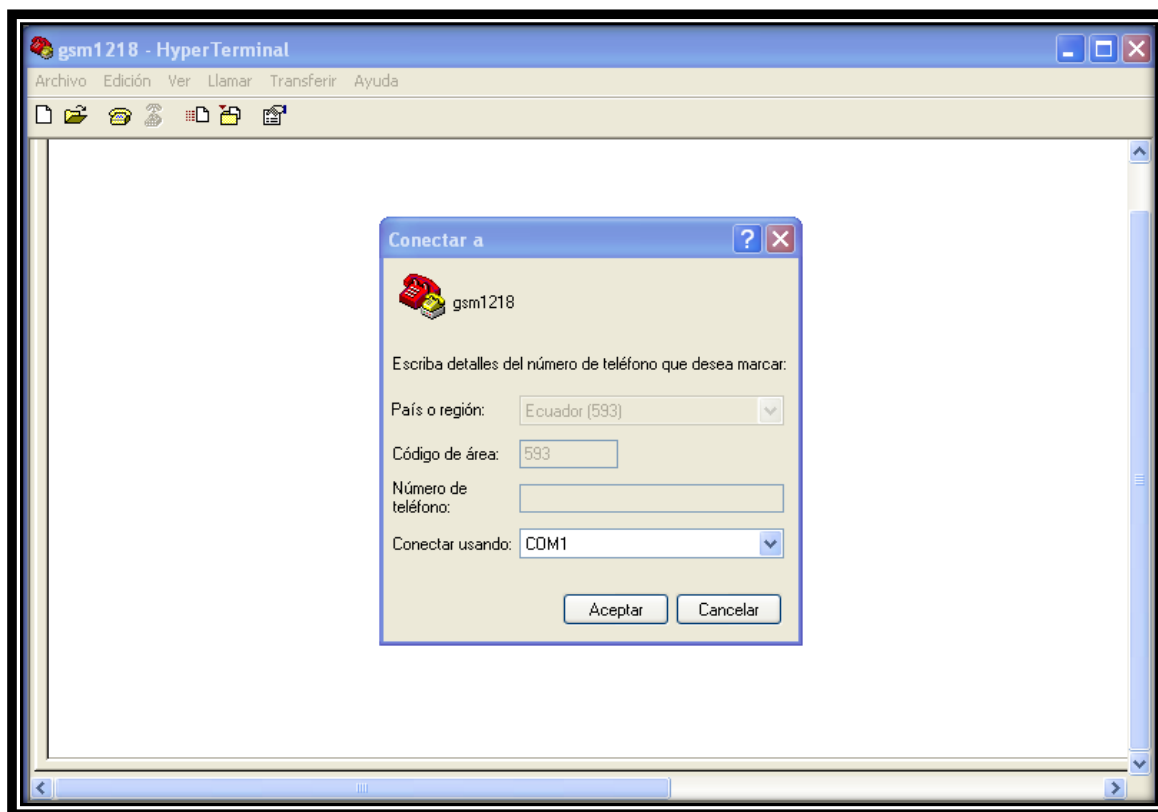 gsm1218 - HyperTerminal
Archivo Edición Ver Llamar Transferir Ayuda
Conectar a
gsm1218
Escriba detalles del número de teléfono que desea marcar:
País o región: Ecuador (593)
Código de área: 593
Número de
teléfono:
Conectar usando: COM1
Aceptar Cancelar